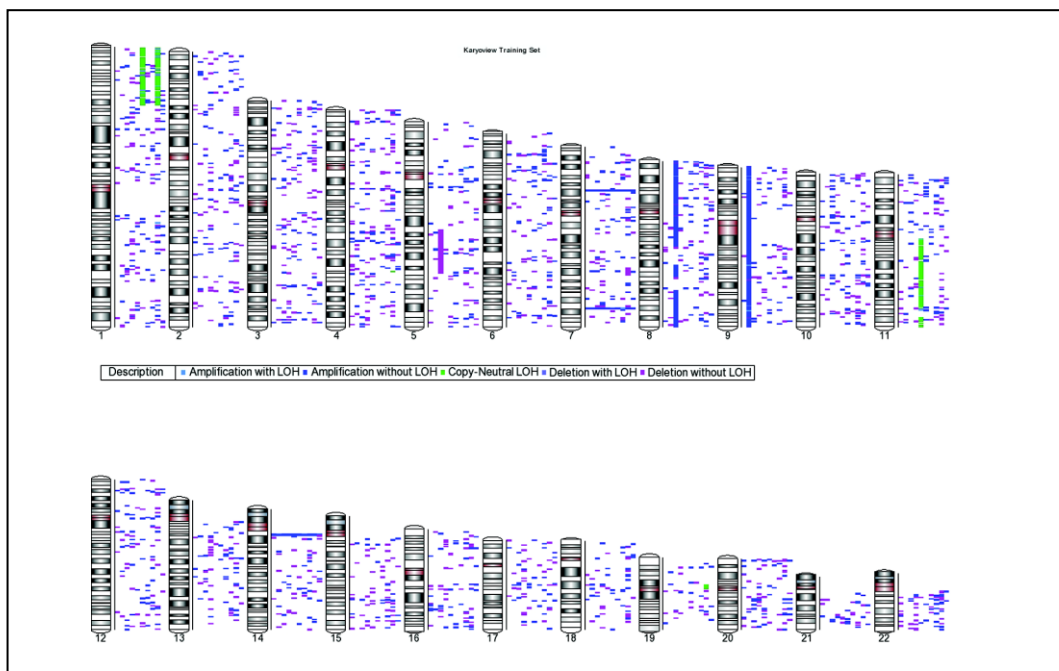 Karyoview Training Set
1 2 3 4 5 6 7 8 9 10 11
Description Amplification with LOH Amplification without LOH Copy-Neutral LOH Deletion with LOH Deletion without LOH
12 13 14 15 16 17 18 19 20 21 22